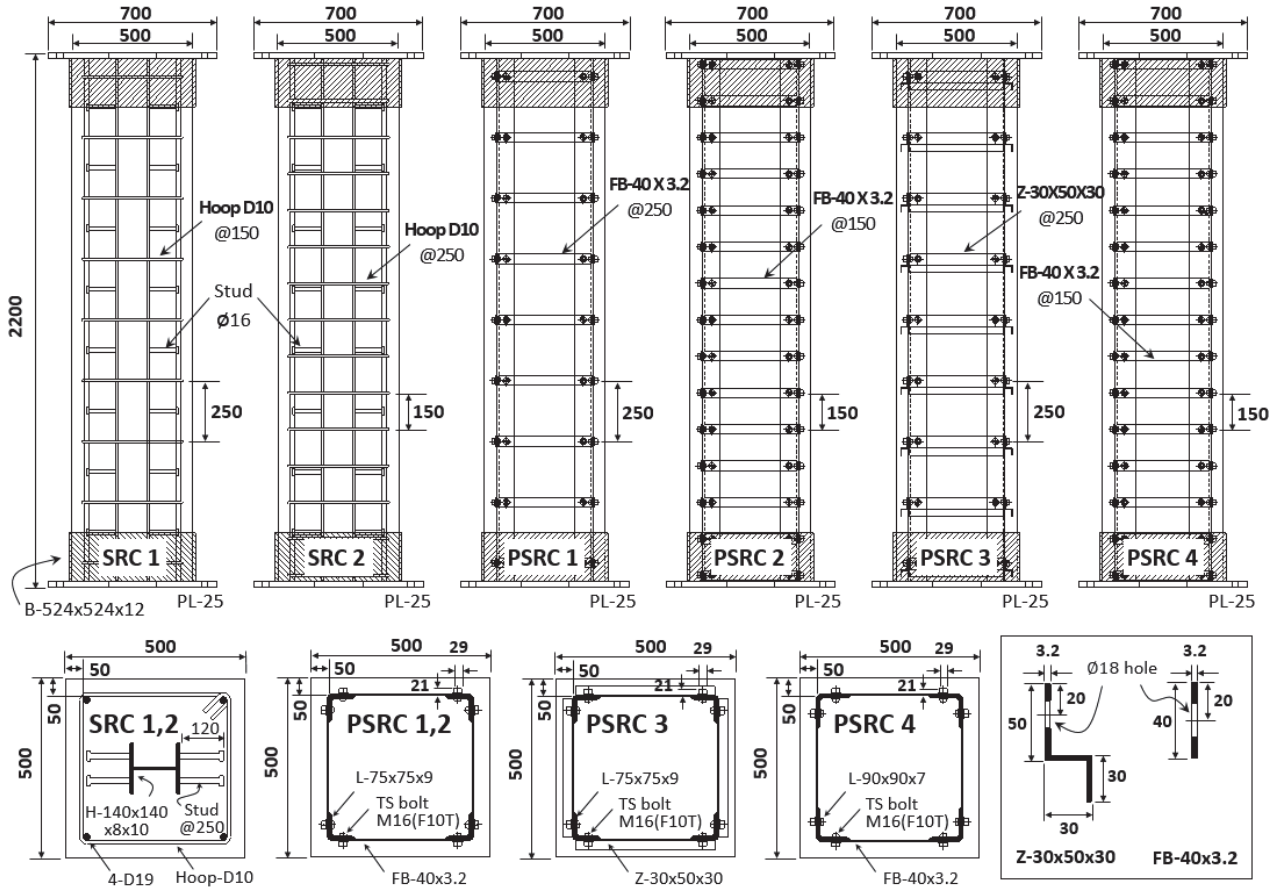 700
500
700
500
700
500
700
500
700
500
700
500
2200
Hoop D10
@150
Stud
Ø16
250
Hoop D10
@250
150
FB-40 X 3.2
@250
250
FB-40 X 3.2
@150
150
Z-30X50X30
@250
250
FB-40 X 3.2
@150
150
SRC 1
SRC 2
PSRC 1
PSRC 2
PSRC 3
PSRC 4
B-524x524x12
PL-25
PL-25
PL-25
PL-25
PL-25
500
50
50
500
SRC 1,2
120
H-140x140
x8x10
Stud
@250
4-D19
Hoop-D10
500
29
50
21
50
500
PSRC 1,2
L-75x75x9
TS bolt
M16(F10T)
FB-40x3.2
500
29
50
21
50
500
PSRC 3
L-75x75x9
TS bolt
M16(F10T)
Z-30x50x30
500
29
50
21
50
500
PSRC 4
L-90x90x7
TS bolt
M16(F10T)
FB-40x3.2
3.2
3.2
Ø18 hole
20
20
50
40
30
30
Z-30x50x30
FB-40x3.2